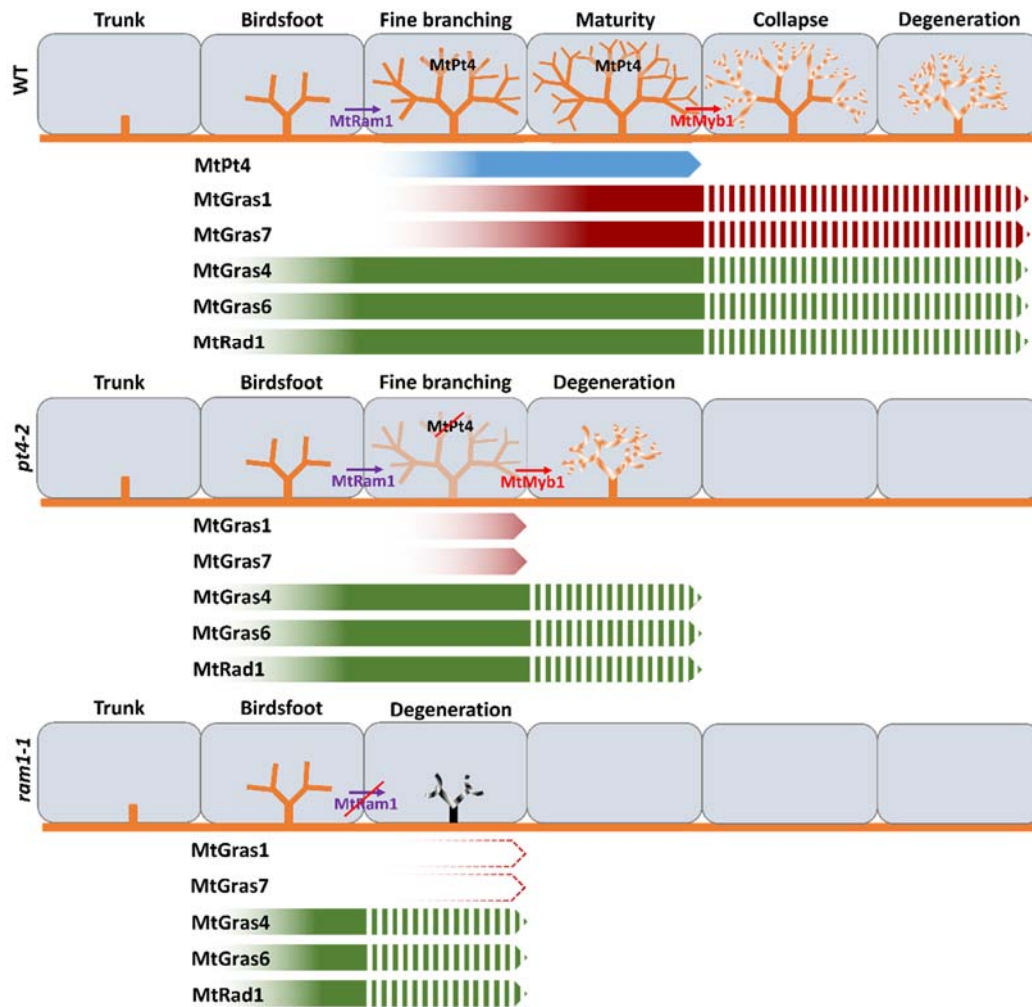 Trunk Birdsfoot Fine branching Maturity Collapse Degeneration
WT
MtPt4 MtPt4
MtRam1 MtMyb1
MtPt4
MtGras1
MtGras7
MtGras4
MtGras6
MtRad1
Trunk Birdsfoot Fine branching Degeneration
pt4-2
MtPt4
MtRam1 MtMyb1
MtGras1
MtGras7
MtGras4
MtGras6
MtRad1
Trunk Birdsfoot Degeneration
ram1-1
MtRam1
MtGras1
MtGras7
MtGras4
MtGras6
MtRad1